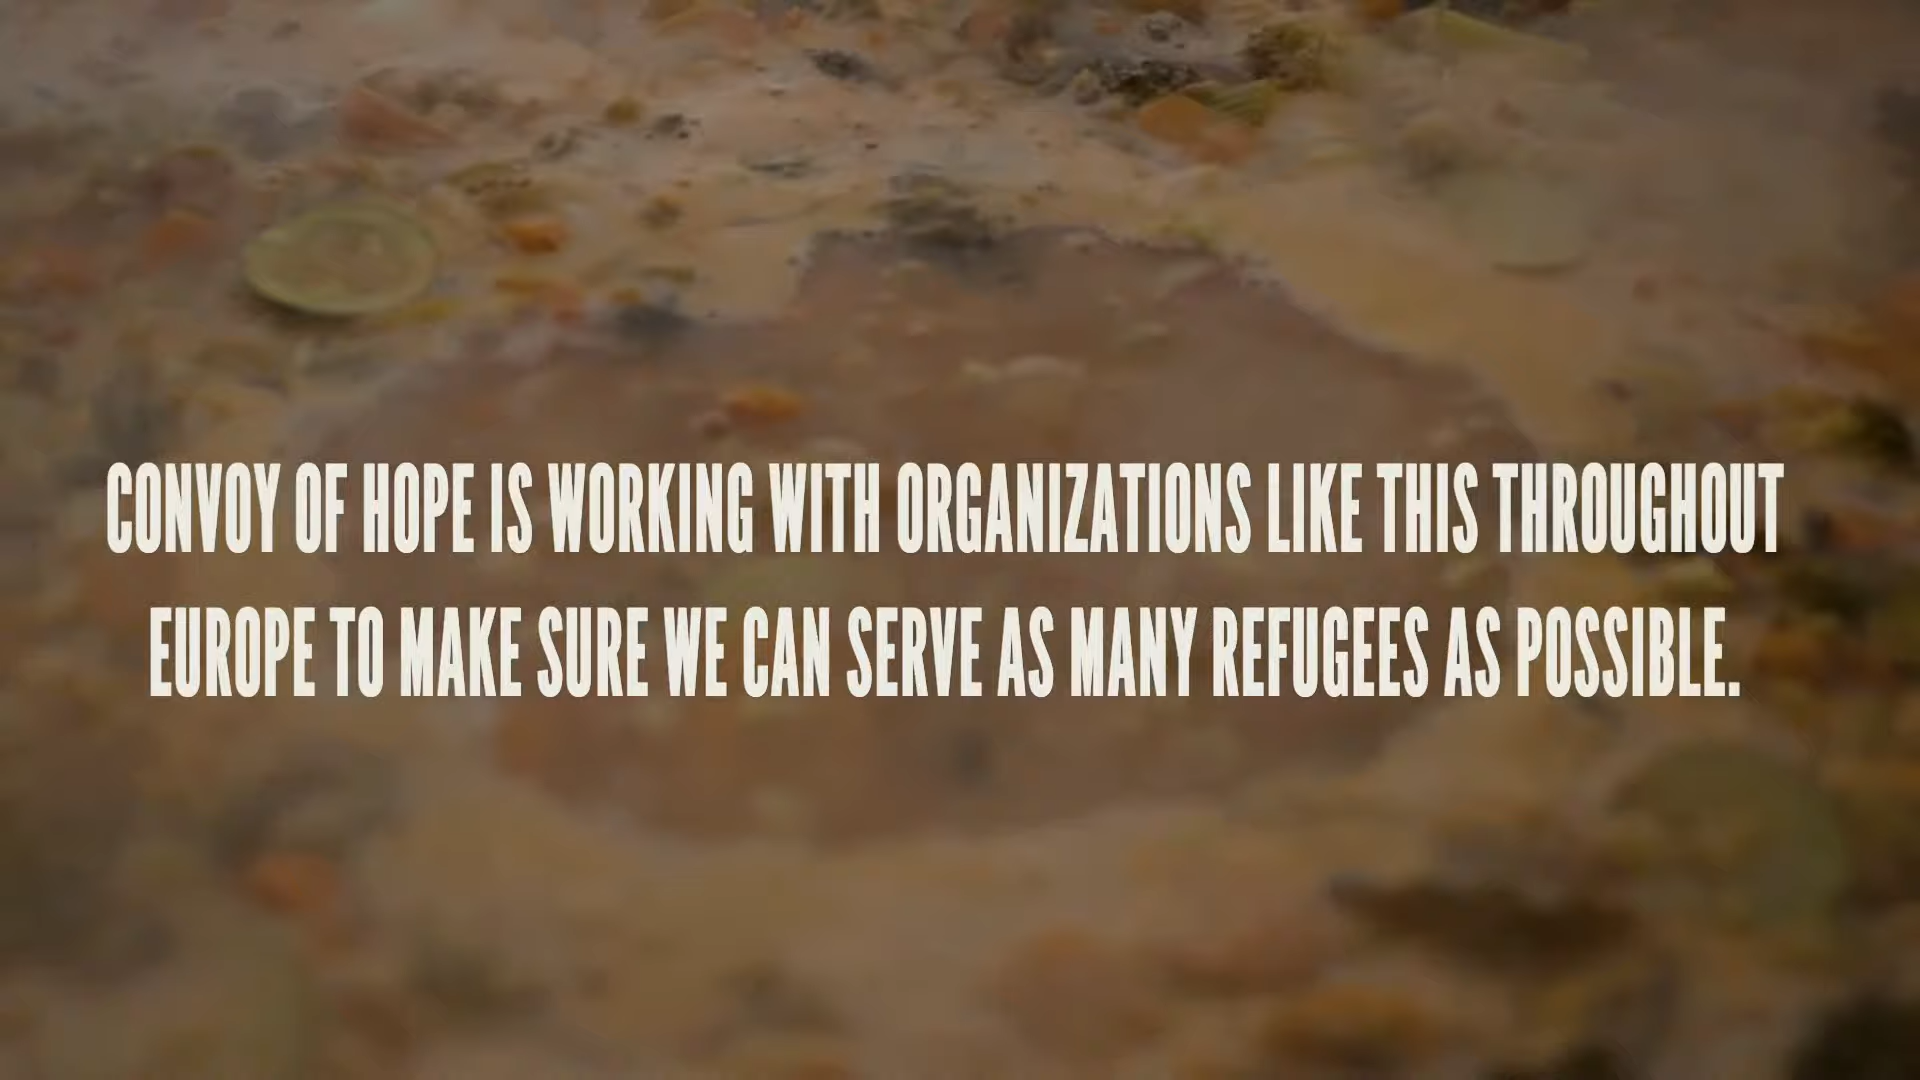 CONVOY OF HOPE IS WORKING WITH ORGANIZATIONS LIKE THIS THROUGHOUT
EUROPE TO MAKE SURE WE CAN SERVE AS MANY REFUGEES AS POSSIBLE.